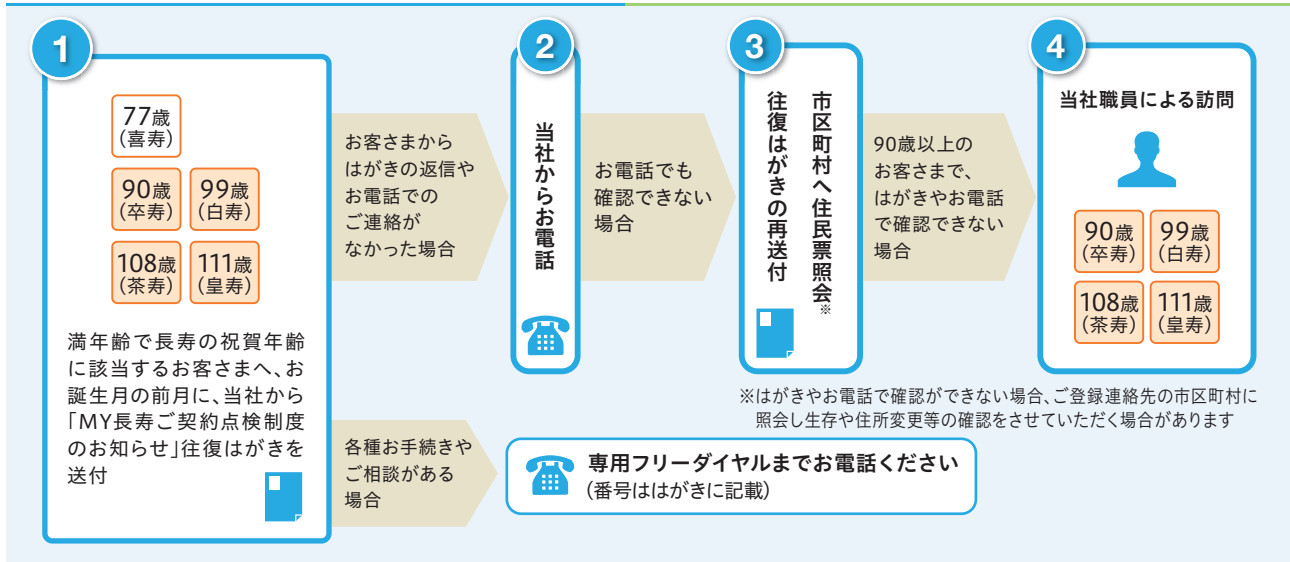 1
77歳
(喜寿)
90歳
(卒寿)
99歳
(白寿)
108歳
(茶寿)
111歳
(皇寿)
満年齢で長寿の祝賀年齢
に該当するお客さまへ、お
誕生月の前月に、当社から
「MY長寿ご契約点検制度
のお知らせ」往復はがきを
送付
お客さまから
はがきの返信や
お電話での
ご連絡が
なかった場合
2
当社からお電話
お電話でも
確認できない
場合
3
市区町村へ住民票照会※
往復はがきの再送付
90歳以上の
お客さまで、
はがきやお電話
で確認できない
場合
4
当社職員による訪問
90歳
(卒寿)
99歳
(白寿)
108歳
(茶寿)
111歳
(皇寿)
※はがきやお電話で確認ができない場合、ご登録連絡先の市区町村に
照会し生存や住所変更等の確認をさせていただく場合があります
各種お手続きや
ご相談がある
場合
専用フリーダイヤルまでお電話ください
(番号ははがきに記載)